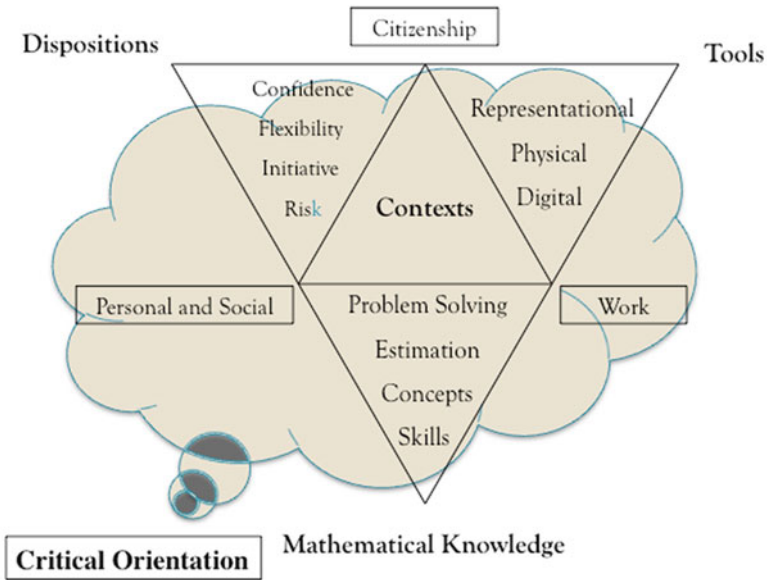 Citizenship
Dispositions
Tools
Confidence
Flexibility
Initiative
Risk
Representational
Physical
Digital
Contexts
Personal and Social
Work
Problem Solving
Estimation
Concepts
Skills
Critical Orientation
Mathematical Knowledge